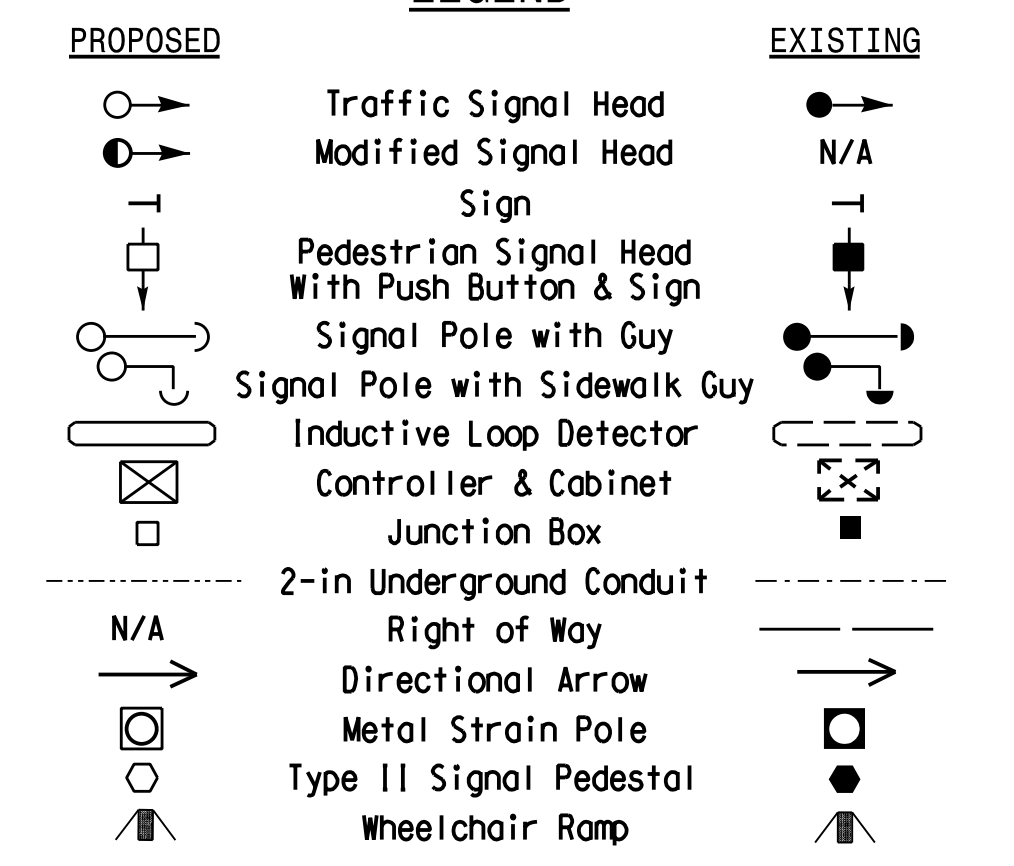 LEGEND
PROPOSED EXISTING
Traffic Signal Head
Modified Signal Head N/A
Sign
Pedestrian Signal Head
With Push Button & Sign
Signal Pole with Guy
Signal Pole with Sidewalk Guy
Inductive Loop Detector
Controller & Cabinet
Junction Box
2-in Underground Conduit
N/A Right of Way
Directional Arrow
Metal Strain Pole
Type II Signal Pedestal
Wheelchair Ramp